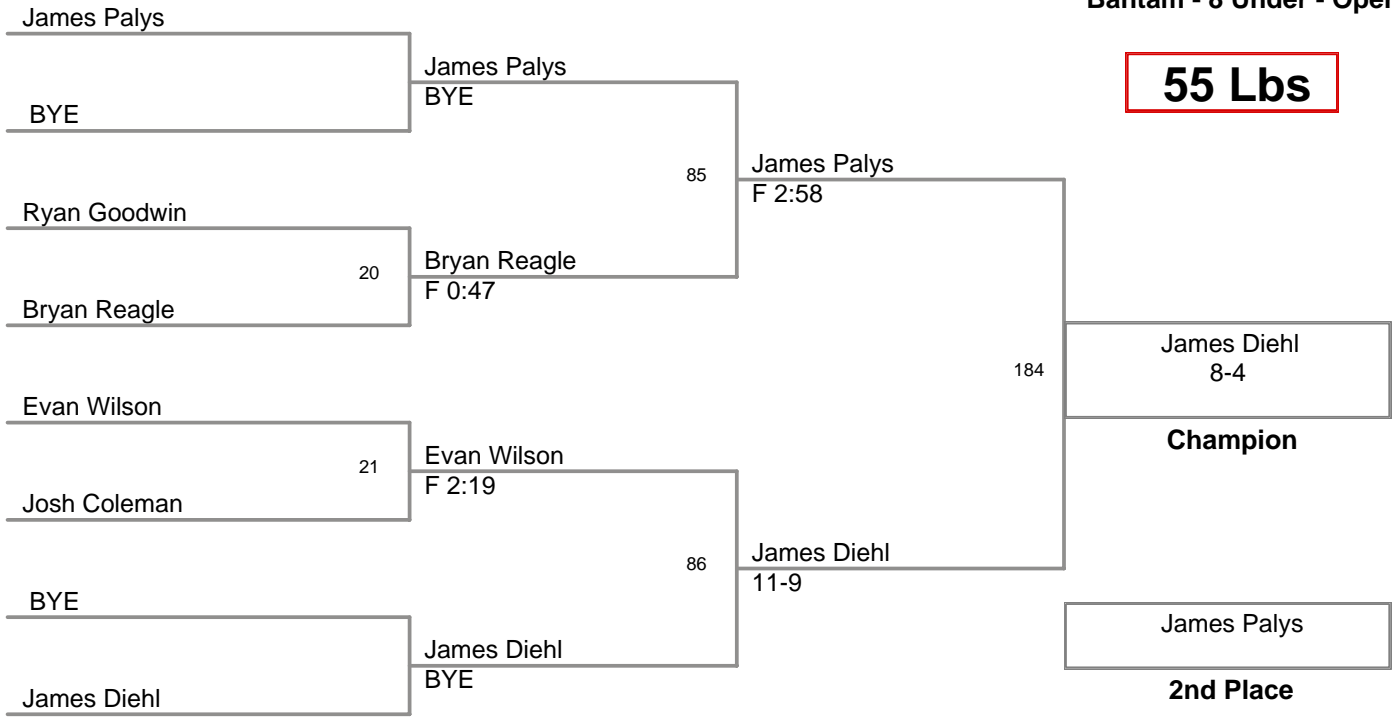 Bantam - 8 Under -
55 Lbs
James Palys
BYE
Ryan Goodwin
Bryan Reagle
Evan Wilson
Josh Coleman
BYE
James Diehl
James Palys
BYE
20
Bryan Reagle
F 0:47
21
Evan Wilson
F 2:19
James Diehl
BYE
85
James Palys
F 2:58
86
James Diehl
11-9
184
James Diehl
8-4
Champion
James Palys
2nd Place